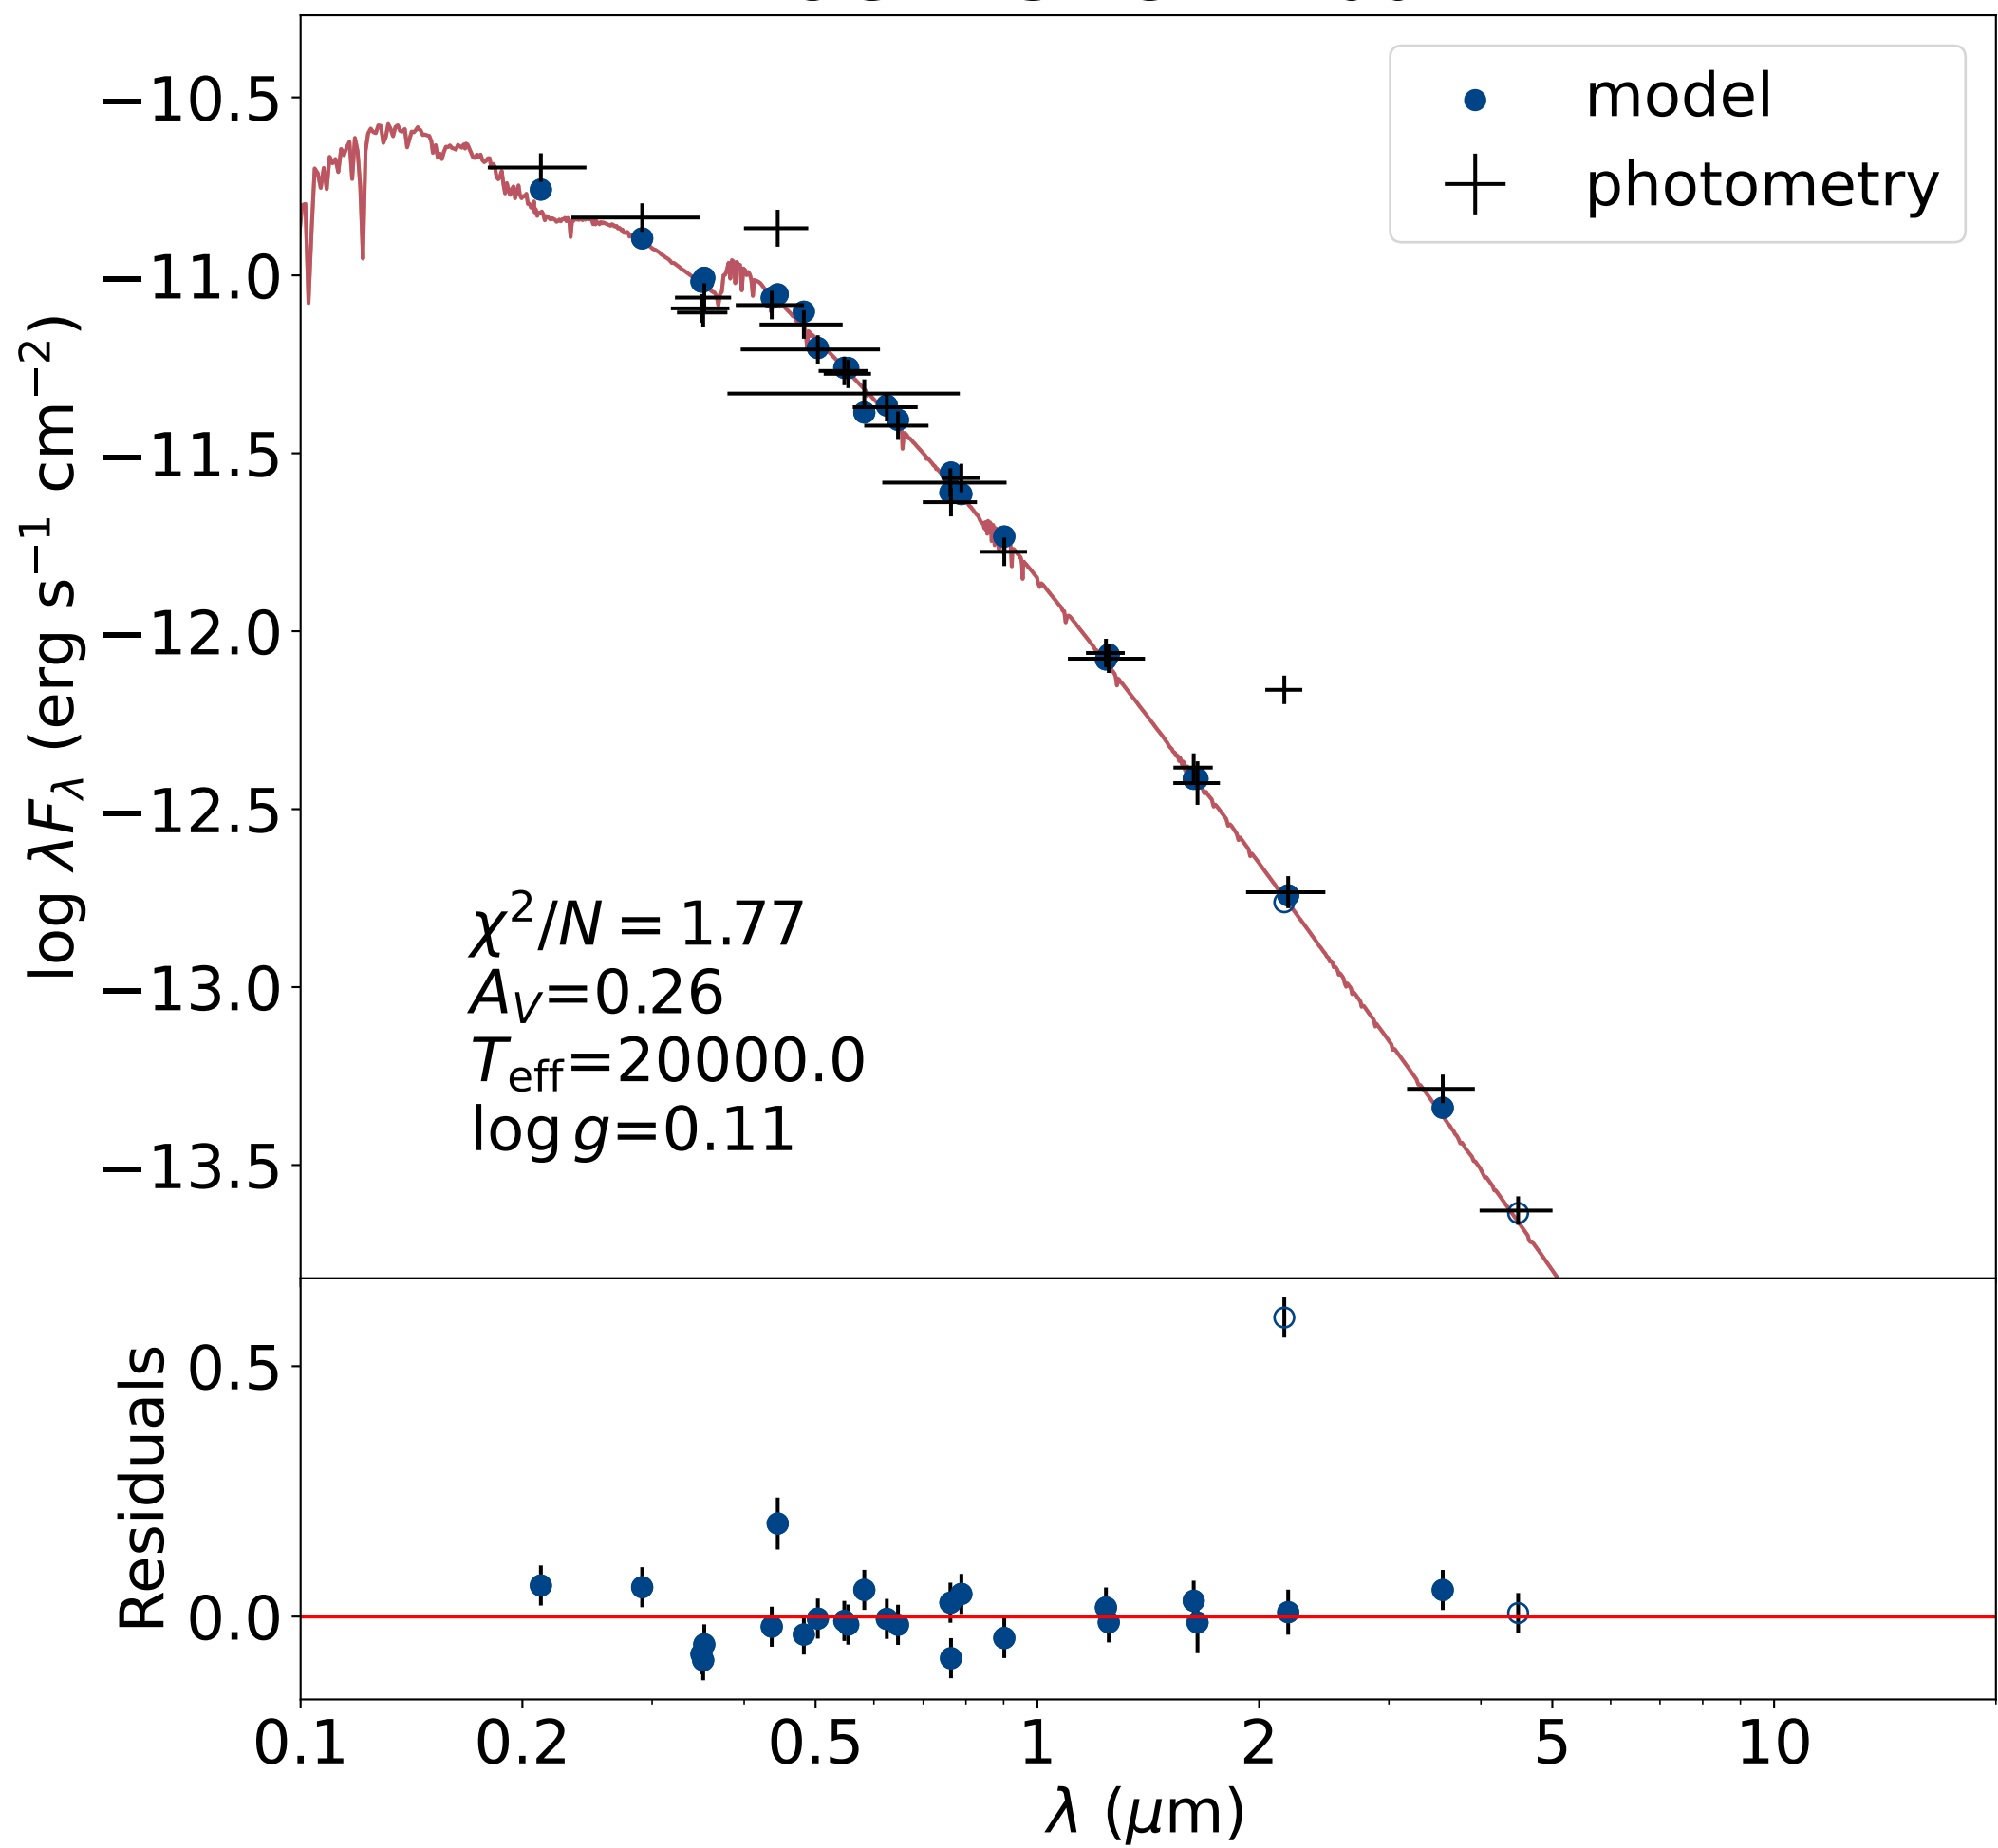 model
photometry
−10.5
−11.0
−11.5
−12.0
−12.5
−13.0
−13.5
log λF_λ (erg s⁻¹ cm⁻²)
χ²/N = 1.77
A_V=0.26
T_eff=20000.0
log g=0.11
0.5
0.0
Residuals
0.1 0.2 0.5 1 2 5 10
λ (μm)